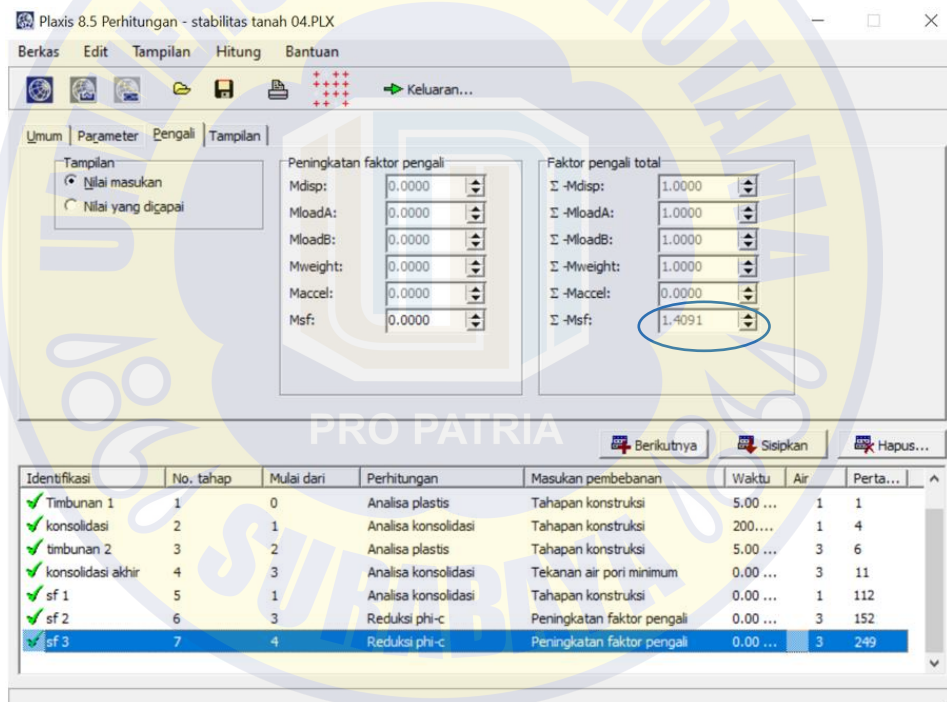 Plaxis 8.5 Perhitungan - stabilitas tanah 04.PLX
Berkas Edit Tampilan Hitung Bantuan
Keluaran...
Umum Parameter Pengali Tampilan
Tampilan
Nilai masukan
Nilai yang dicapai
Peningkatan faktor pengali
Mdisp: 0.0000
MloadA: 0.0000
MloadB: 0.0000
Mweight: 0.0000
Maccel: 0.0000
Msf: 0.0000
Faktor pengali total
Σ -Mdisp: 1.0000
Σ -MloadA: 1.0000
Σ -MloadB: 1.0000
Σ -Mweight: 1.0000
Σ -Maccel: 0.0000
Σ -Msf: 1.4091
PRO PATRIA
Berikutnya Sisipkan Hapus...
Identifikasi No. tahap Mulai dari Perhitungan Masukan pembebanan Waktu Air Perta...
Timbunan 1 1 0 Analisa plastis Tahapan konstruksi 5.00 ... 1 1
konsolidasi 2 1 Analisa konsolidasi Tahapan konstruksi 200.... 1 4
timbunan 2 3 2 Analisa plastis Tahapan konstruksi 5.00 ... 3 6
konsolidasi akhir 4 3 Analisa konsolidasi Tekanan air pori minimum 0.00 ... 3 11
sf 1 5 1 Analisa konsolidasi Tahapan konstruksi 0.00 ... 1 112
sf 2 6 3 Reduksi phi-c Peningkatan faktor pengali 0.00 ... 3 152
sf 3 7 4 Reduksi phi-c Peningkatan faktor pengali 0.00 ... 3 249
SURABAYA